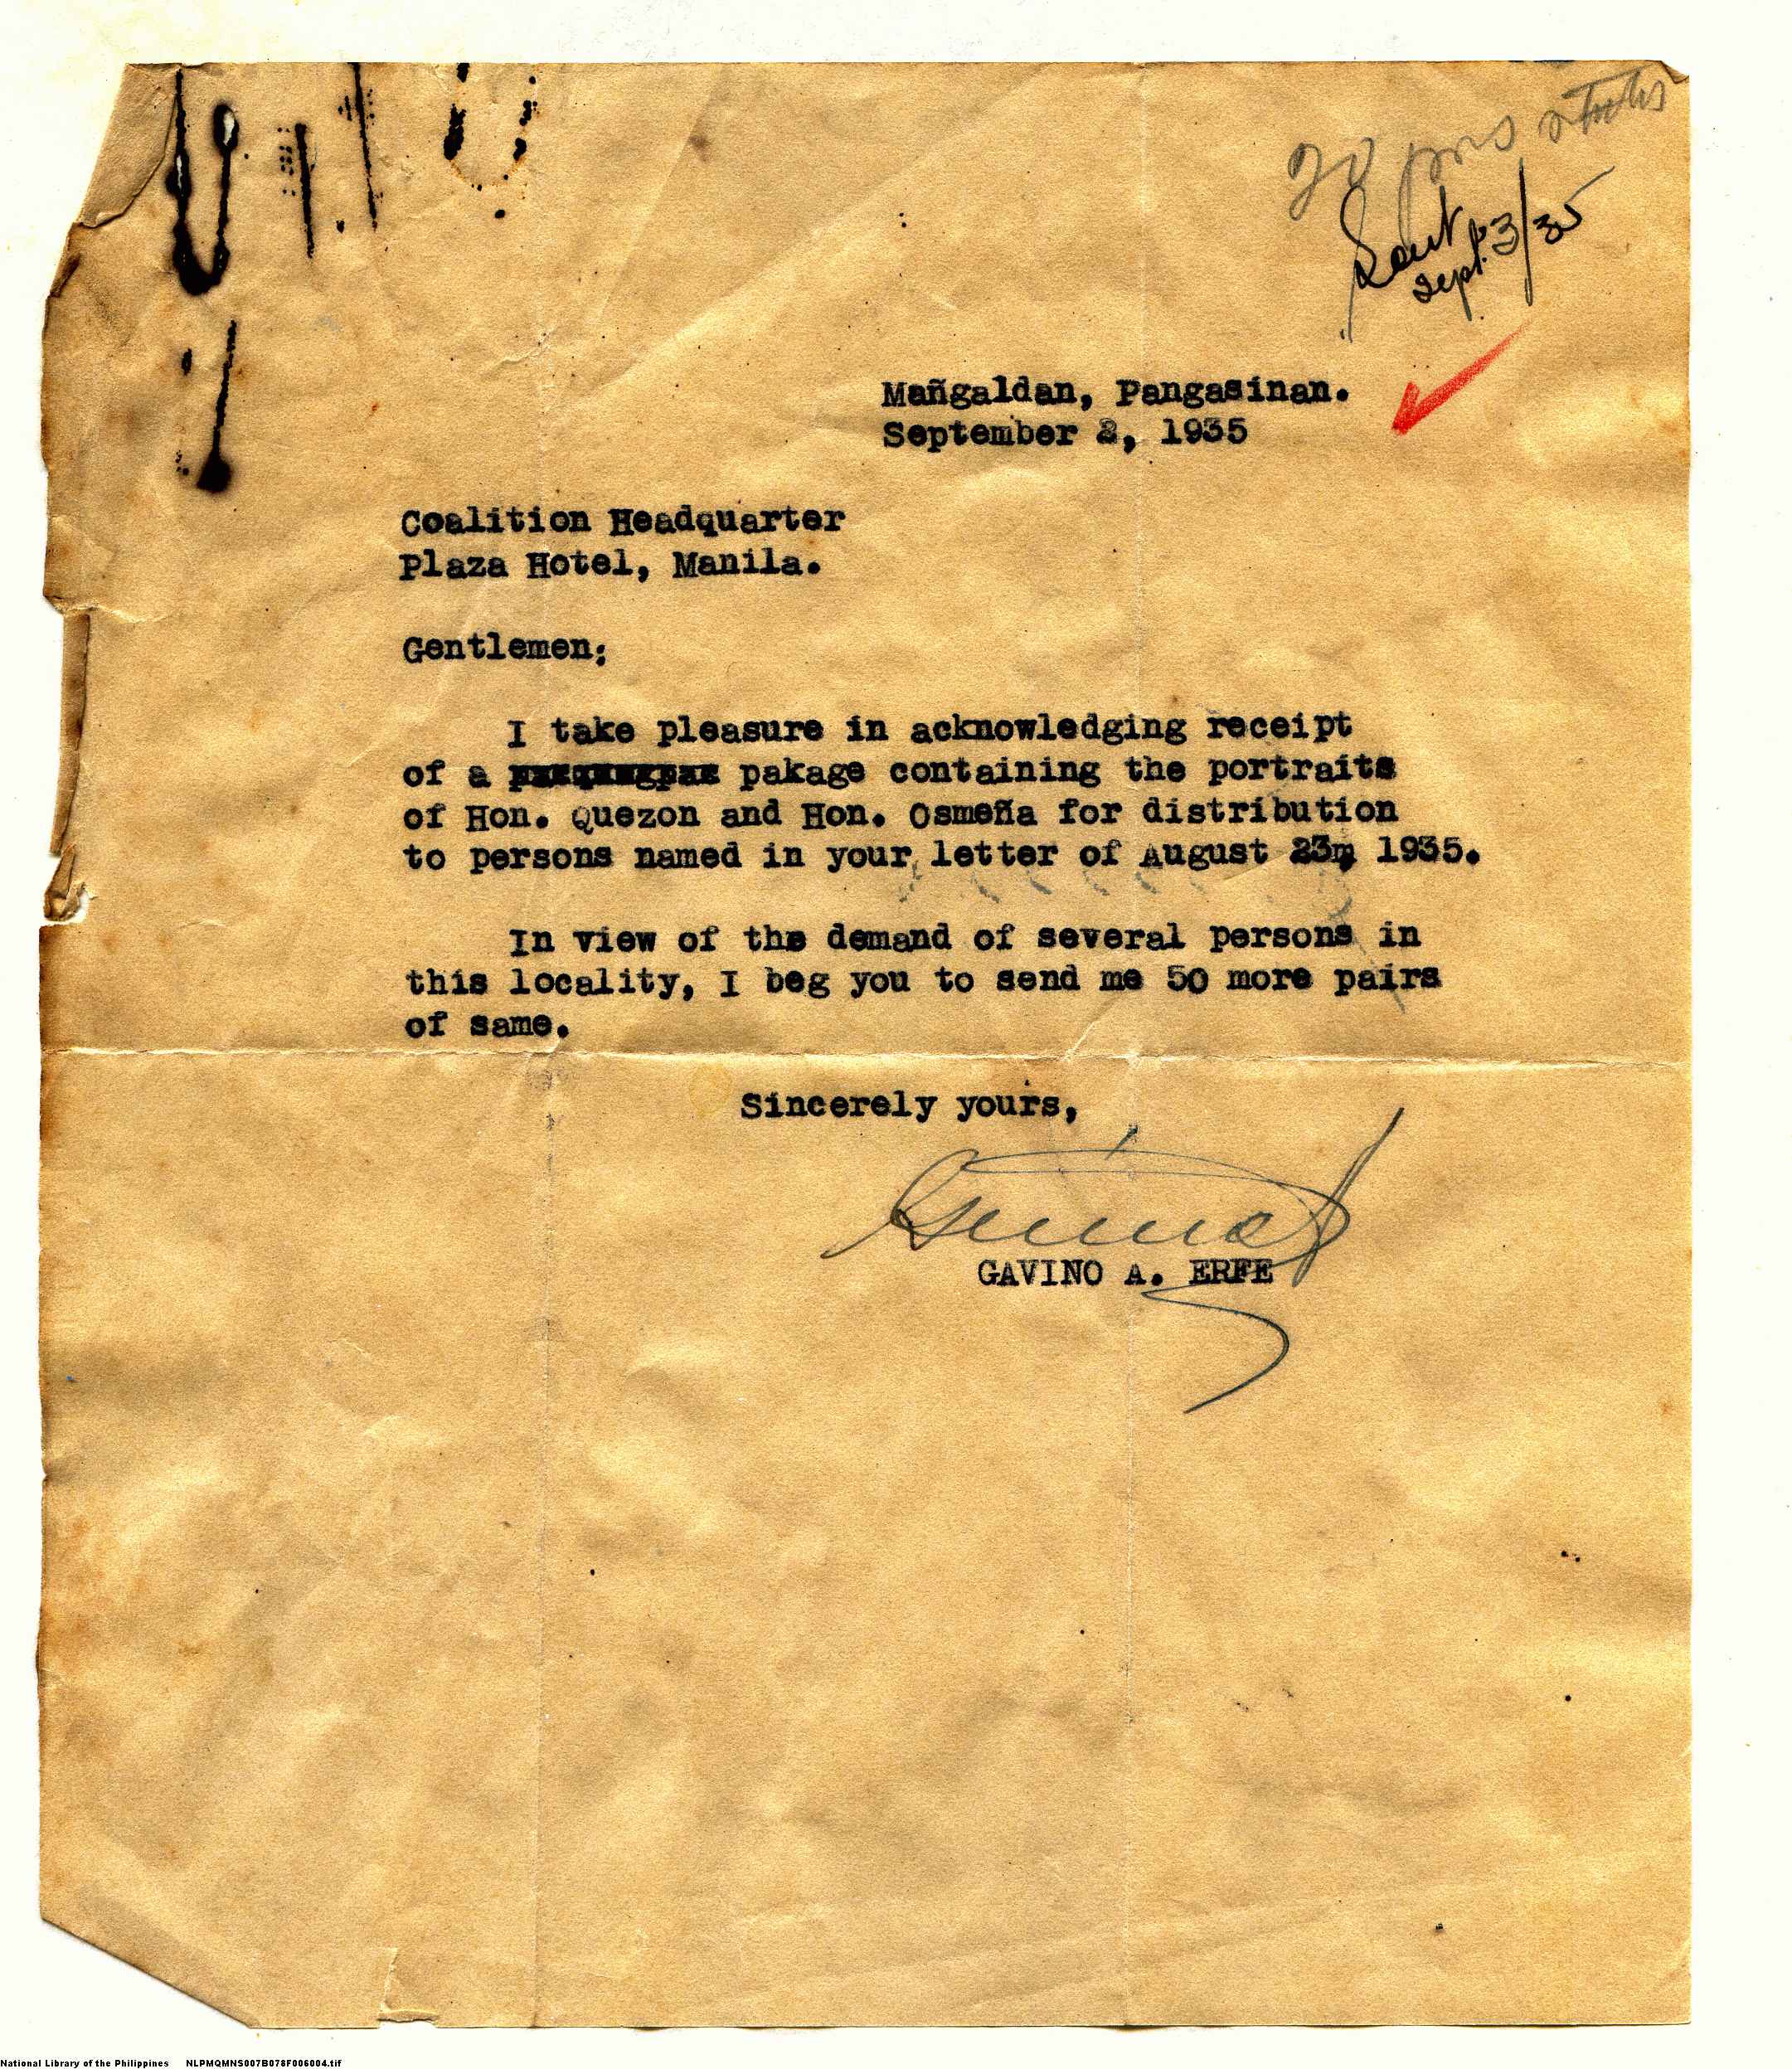 20
Sent
Sept. 3/35
Mañgaldan, Pangasinan.
September 2, 1935
Coalition Headquarter
Plaza Hotel, Manila.
Gentlemen;
I take pleasure in acknowledging receipt
of a pakage containing the portraits
of Hon. Quezon and Hon. Osmeña for distribution
to persons named in your letter of August 23, 1935.
In view of the demand of several persons in
this locality, I beg you to send me 50 more pairs
of same.
Sincerely yours,
GAVINO A. ERFE
National Library of the Philippines NLPMQMNS007B078F006004.tif